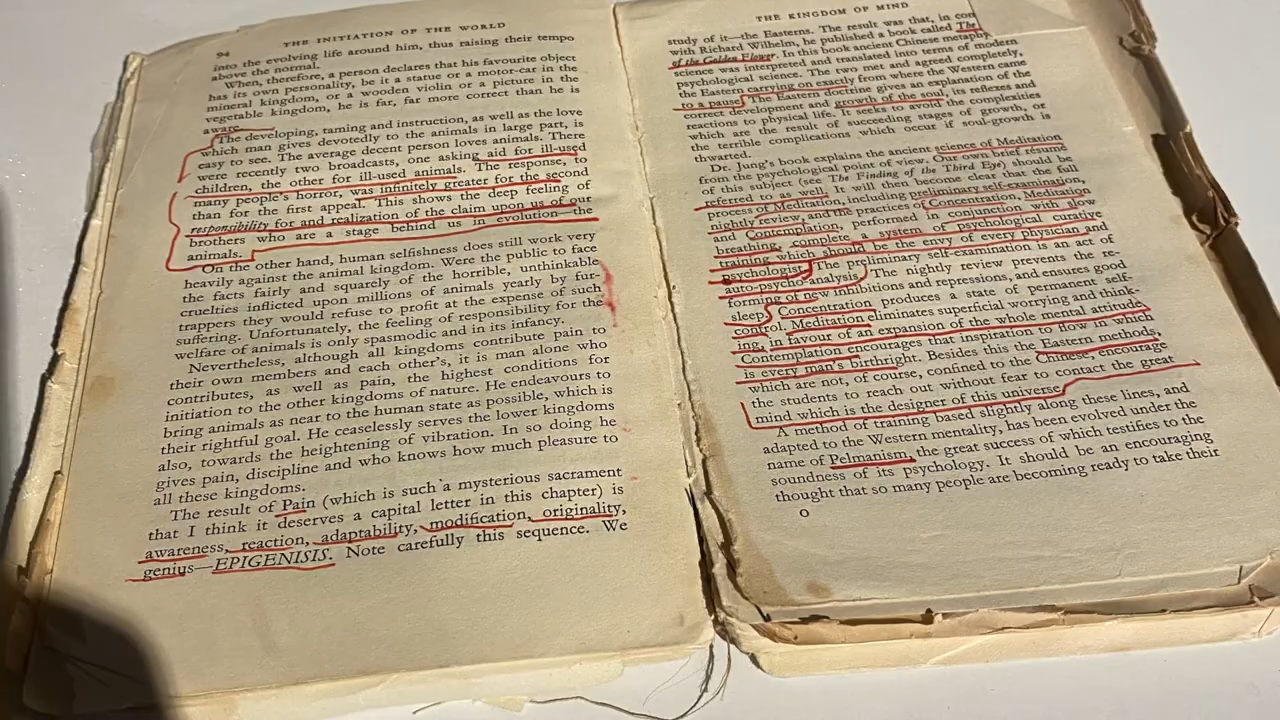 94
THE INITIATION OF THE WORLD
into the evolving life around him, thus raising their tempo
above the normal.
When, therefore, a person declares that his favourite object
has its own personality, be it a statue or a motor-car in the
mineral kingdom, or a wooden violin or a picture in the
vegetable kingdom, he is far, far more correct than he is
aware.
The developing, taming and instruction, as well as the love
which man gives devotedly to the animals in large part, is
easy to see. The average decent person loves animals. There
were recently two broadcasts, one asking aid for ill-used
children, the other for ill-used animals. The response, to
many people's horror, was infinitely greater for the second
than for the first appeal. This shows the deep feeling of
responsibility for and realization of the claim upon us of our
brothers who are a stage behind us in evolution—the
animals.
On the other hand, human selfishness does still work very
heavily against the animal kingdom. Were the public to face
the facts fairly and squarely of the horrible, unthinkable
cruelties inflicted upon millions of animals yearly by fur-
trappers they would refuse to profit at the expense of such
suffering. Unfortunately, the feeling of responsibility for the
welfare of animals is only spasmodic and in its infancy.
Nevertheless, although all kingdoms contribute pain to
their own members and each other's, it is man alone who
contributes, as well as pain, the highest conditions for
initiation to the other kingdoms of nature. He endeavours to
bring animals as near to the human state as possible, which is
their rightful goal. He ceaselessly serves the lower kingdoms
also, towards the heightening of vibration. In so doing he
gives pain, discipline and who knows how much pleasure to
all these kingdoms.
The result of Pain (which is such a mysterious sacrament
that I think it deserves a capital letter in this chapter) is
awareness, reaction, adaptability, modification, originality,
genius—EPIGENISIS. Note carefully this sequence. We
THE KINGDOM OF MIND
study of it—the Easterns. The result was that, in con
with Richard Wilhelm, he published a book called The
of the Golden Flower. In this book ancient Chinese metaph
science was interpreted and translated into terms of modern
psychological science. The two met and agreed completely,
the Eastern carrying on exactly from where the Western came
to a pause. The Eastern doctrine gives an explanation of the
correct development and growth of the soul, its reflexes and
reactions to physical life. It seeks to avoid the complexities
which are the result of succeeding stages of growth, or
the terrible complications which occur if soul-growth is
thwarted.
Dr. Jung's book explains the ancient science of Meditation
from the psychological point of view. Our own brief résumé
of this subject (see The Finding of the Third Eye) should be
referred to as well. It will then become clear that the full
process of Meditation, including preliminary self-examination,
nightly review, and the practices of Concentration, Meditation
and Contemplation, performed in conjunction with slow
breathing, complete a system of psychological curative
training which should be the envy of every physician and
psychologist. The preliminary self-examination is an act of
auto-psycho-analysis. The nightly review prevents the re-
forming of new inhibitions and repressions, and ensures good
sleep. Concentration produces a state of permanent self-
control. Meditation eliminates superficial worrying and think-
ing, in favour of an expansion of the whole mental attitude.
Contemplation encourages that inspiration to flow in which
is every man's birthright. Besides this the Eastern methods,
which are not, of course, confined to the Chinese, encourage
the students to reach out without fear to contact the great
mind which is the designer of this universe.
A method of training based slightly along these lines, and
adapted to the Western mentality, has been evolved under the
name of Pelmanism, the great success of which testifies to the
soundness of its psychology. It should be an encouraging
thought that so many people are becoming ready to take their
O